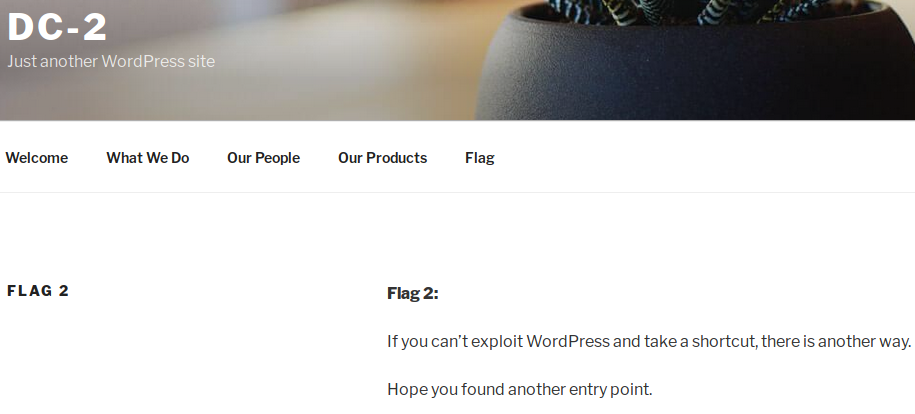 DC-2
Just another WordPress site
Welcome What We Do Our People Our Products Flag
FLAG 2
Flag 2:
If you can’t exploit WordPress and take a shortcut, there is another way.
Hope you found another entry point.